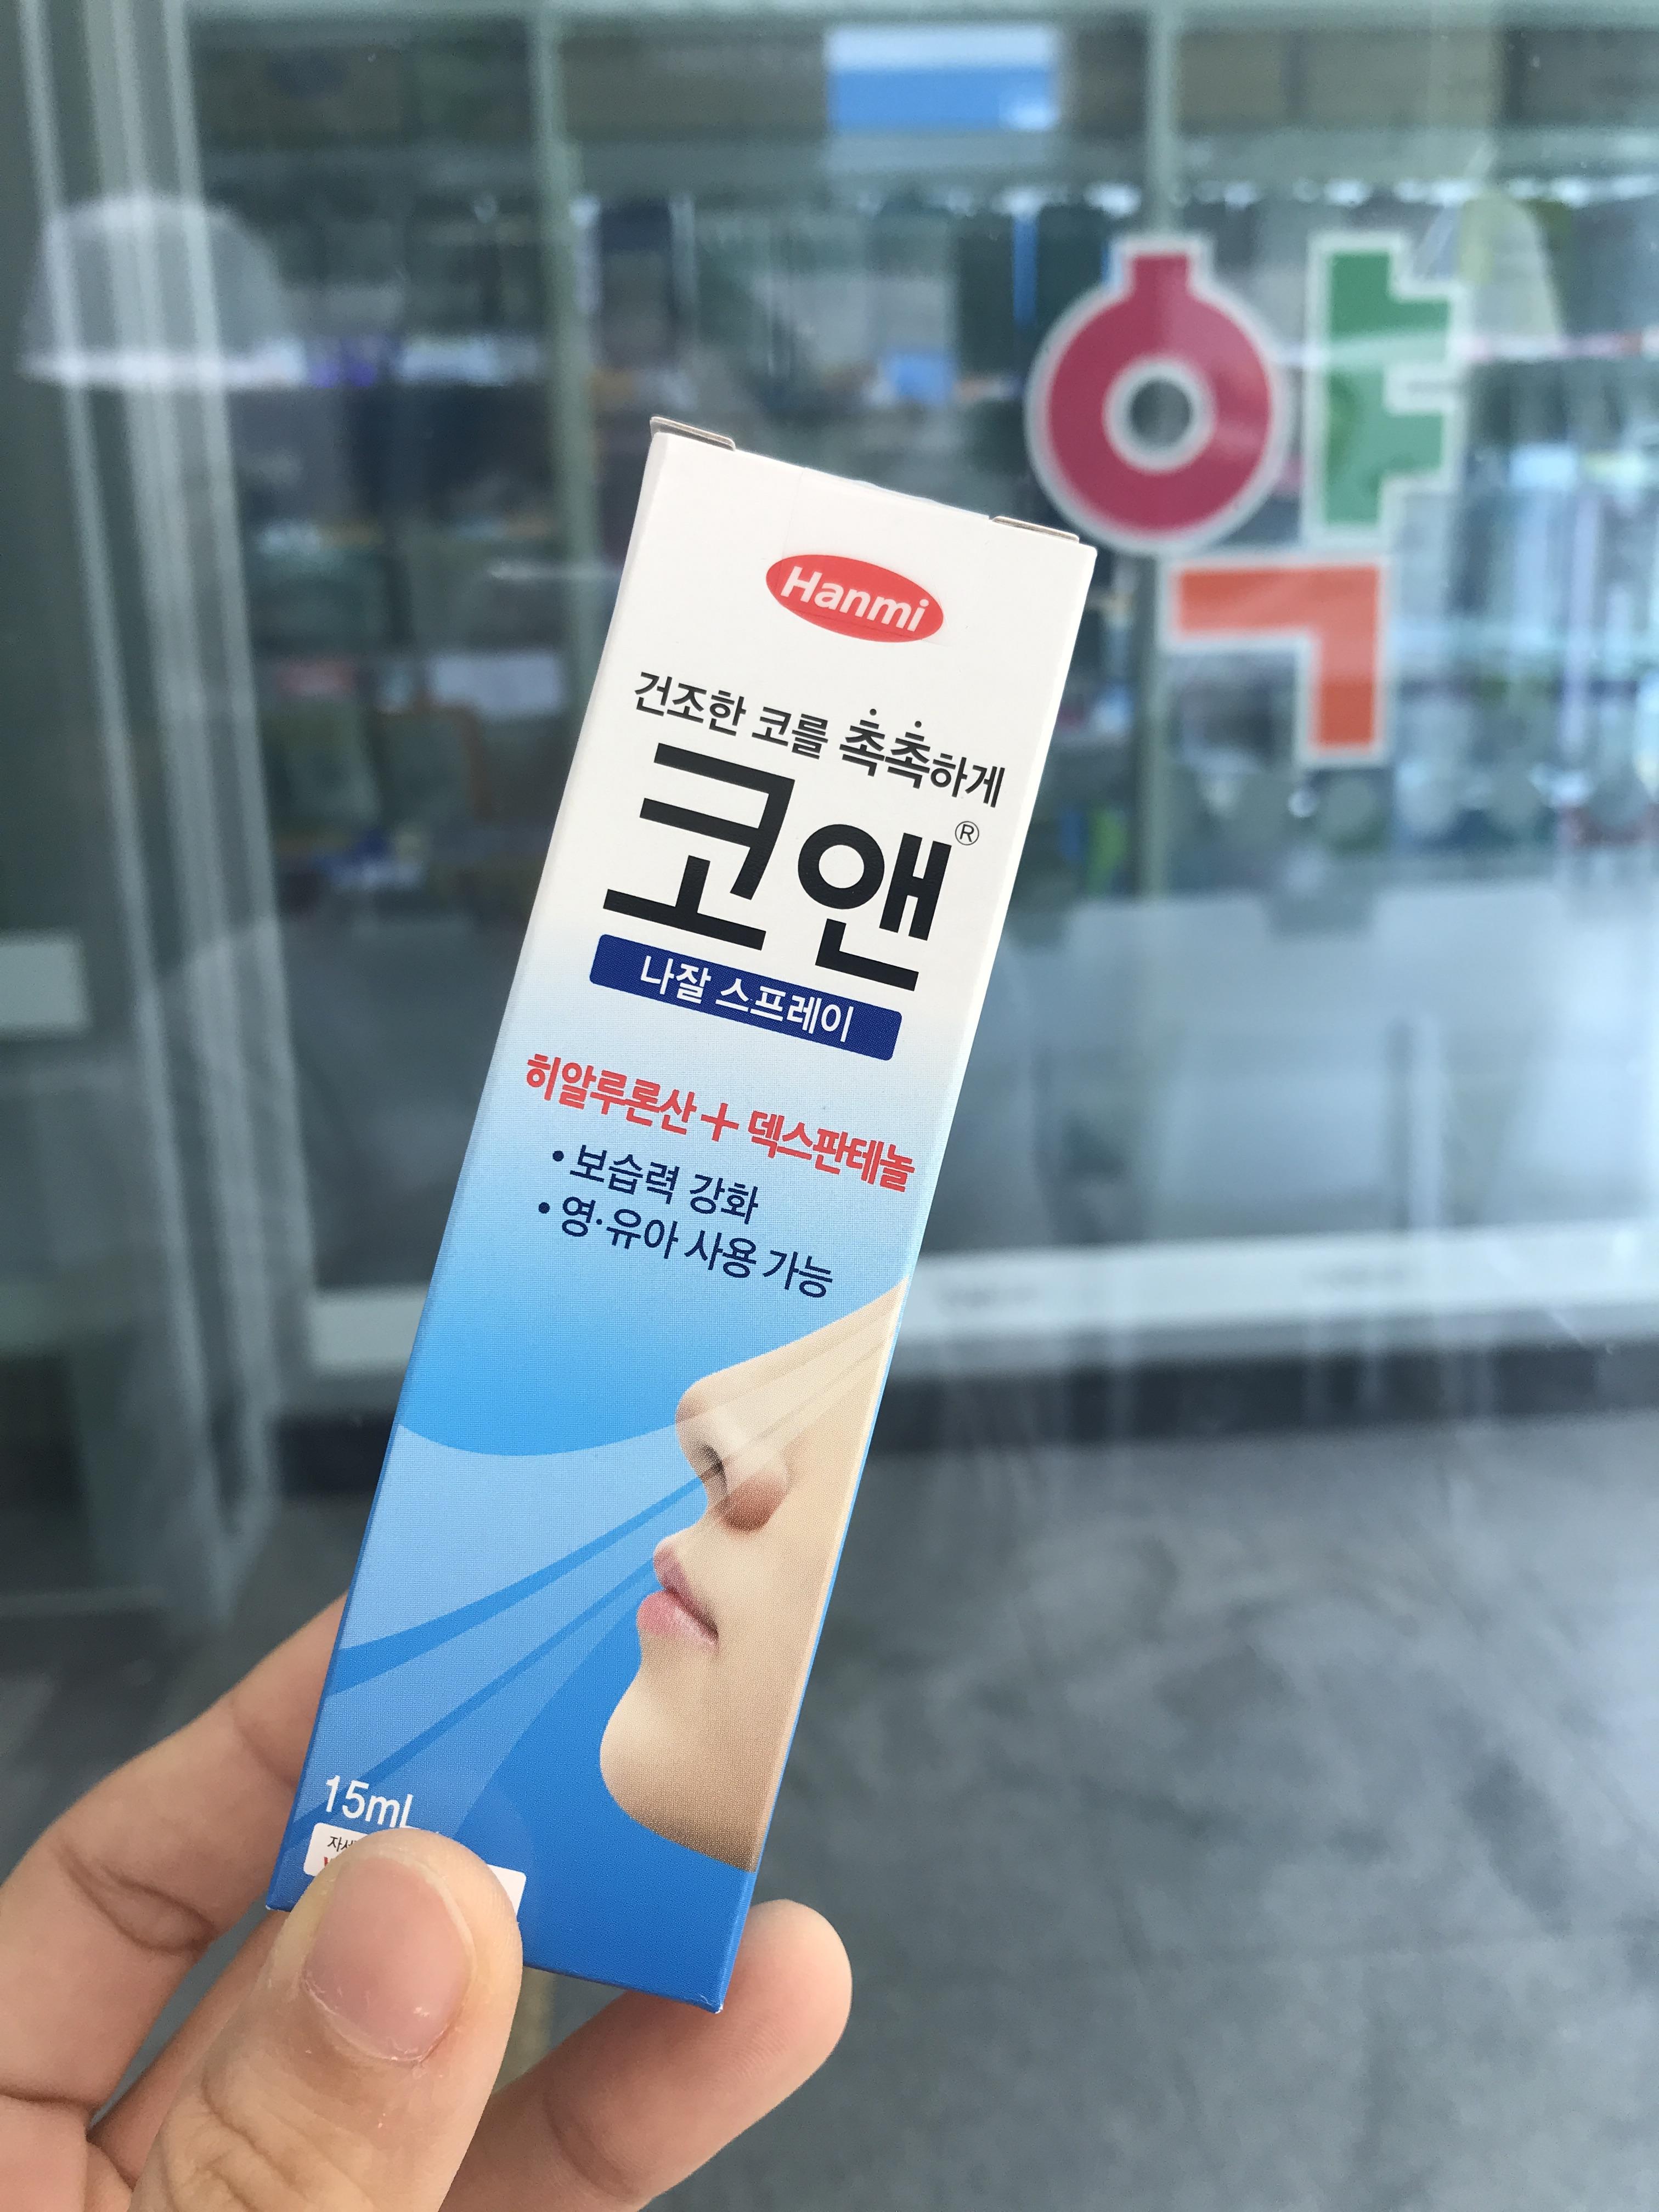 Hanmi
건조한 코를 촉촉하게
코앤®
나잘 스프레이
히알루론산+덱스판테놀
• 보습력 강화
• 영·유아 사용 가능
15mL
약